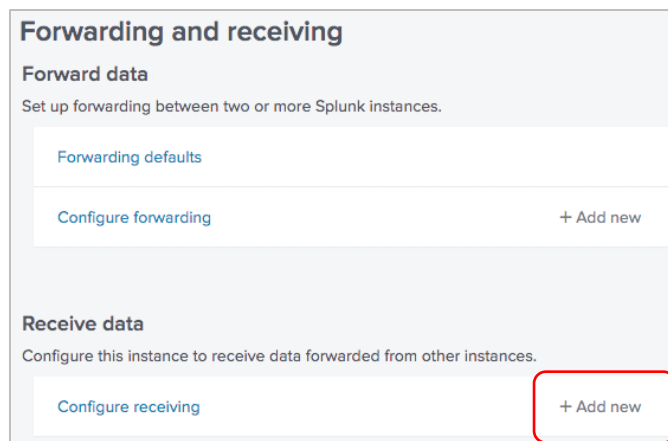 Forwarding and receiving
Forward data
Set up forwarding between two or more Splunk instances.
Forwarding defaults
Configure forwarding + Add new
Receive data
Configure this instance to receive data forwarded from other instances.
Configure receiving + Add new